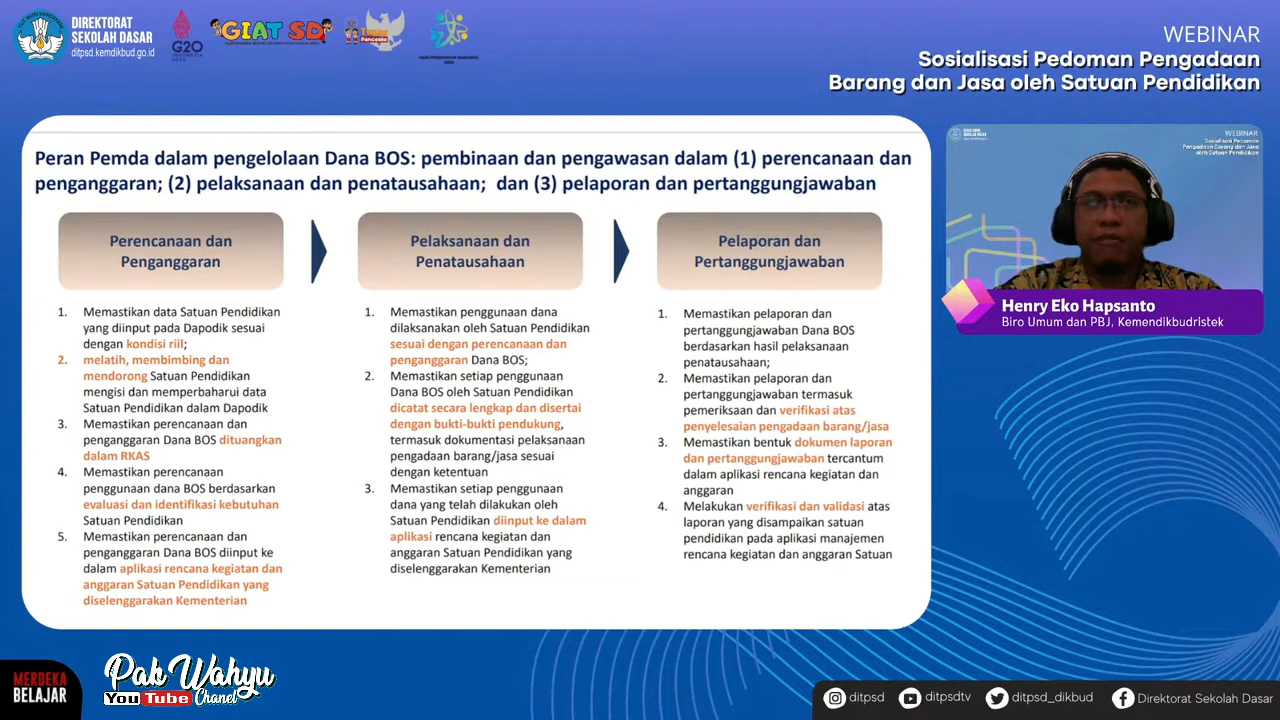 DIREKTORAT
SEKOLAH DASAR
ditpsd.kemdikbud.go.id
G20
INDONESIA
2022
GIAT SD
WEBINAR
Sosialisasi Pedoman Pengadaan
Barang dan Jasa oleh Satuan Pendidikan
Peran Pemda dalam pengelolaan Dana BOS: pembinaan dan pengawasan dalam (1) perencanaan dan
penganggaran; (2) pelaksanaan dan penatausahaan; dan (3) pelaporan dan pertanggungjawaban
Perencanaan dan
Penganggaran
1. Memastikan data Satuan Pendidikan
yang diinput pada Dapodik sesuai
dengan kondisi riil;
2. melatih, membimbing dan
mendorong Satuan Pendidikan
mengisi dan memperbaharui data
Satuan Pendidikan dalam Dapodik
3. Memastikan perencanaan dan
penganggaran Dana BOS dituangkan
dalam RKAS
4. Memastikan perencanaan
penggunaan dana BOS berdasarkan
evaluasi dan identifikasi kebutuhan
Satuan Pendidikan
5. Memastikan perencanaan dan
penganggaran Dana BOS diinput ke
dalam aplikasi rencana kegiatan dan
anggaran Satuan Pendidikan yang
diselenggarakan Kementerian
Pelaksanaan dan
Penatausahaan
1. Memastikan penggunaan dana
dilaksanakan oleh Satuan Pendidikan
sesuai dengan perencanaan dan
penganggaran Dana BOS;
2. Memastikan setiap penggunaan
Dana BOS oleh Satuan Pendidikan
dicatat secara lengkap dan disertai
dengan bukti-bukti pendukung,
termasuk dokumentasi pelaksanaan
pengadaan barang/jasa sesuai
dengan ketentuan
3. Memastikan setiap penggunaan
dana yang telah dilakukan oleh
Satuan Pendidikan diinput ke dalam
aplikasi rencana kegiatan dan
anggaran Satuan Pendidikan yang
diselenggarakan Kementerian
Pelaporan dan
Pertanggungjawaban
1. Memastikan pelaporan dan
pertanggungjawaban Dana BOS
berdasarkan hasil pelaksanaan
penatausahaan;
2. Memastikan pelaporan dan
pertanggungjawaban termasuk
pemeriksaan dan verifikasi atas
penyelesaian pengadaan barang/jasa
3. Memastikan bentuk dokumen laporan
dan pertanggungjawaban tercantum
dalam aplikasi rencana kegiatan dan
anggaran
4. Melakukan verifikasi dan validasi atas
laporan yang disampaikan satuan
pendidikan pada aplikasi manajemen
rencana kegiatan dan anggaran Satuan
WEBINAR
Sosialisasi Pedoman
Pengadaan Barang dan Jasa
oleh Satuan Pendidikan
Henry Eko Hapsanto
Biro Umum dan PBJ, Kemendikbudristek
MERDEKA
BELAJAR
Pak Wahyu
YouTube Chanel
ditpsd
ditpsdtv
ditpsd_dikbud
Direktorat Sekolah Dasar